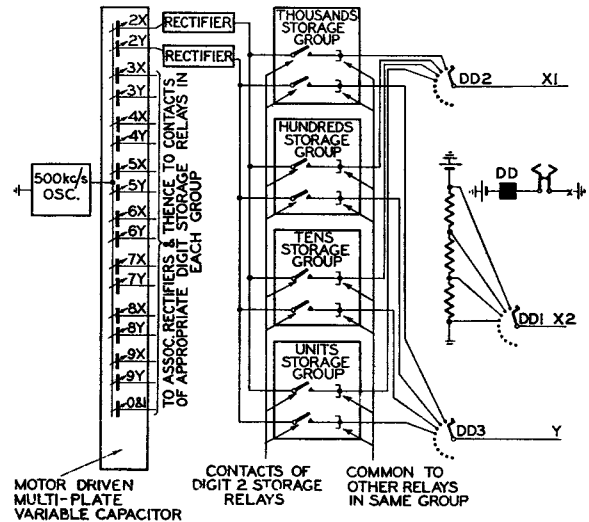 2X
RECTIFIER
2Y
RECTIFIER
3X
3Y
4X
4Y
5X
5Y
6X
6Y
7X
7Y
8X
8Y
9X
9Y
0&1
500kc/s
OSC.
TO ASSOC. RECTIFIERS & THENCE TO CONTACTS
OF APPROPRIATE DIGIT STORAGE RELAYS IN
EACH GROUP
THOUSANDS
STORAGE
GROUP
HUNDREDS
STORAGE
GROUP
TENS
STORAGE
GROUP
UNITS
STORAGE
GROUP
DD2
X1
DD
DD1 X2
DD3
Y
MOTOR DRIVEN
MULTI-PLATE
VARIABLE CAPACITOR
CONTACTS OF
DIGIT 2 STORAGE
RELAYS
COMMON TO
OTHER RELAYS
IN SAME GROUP